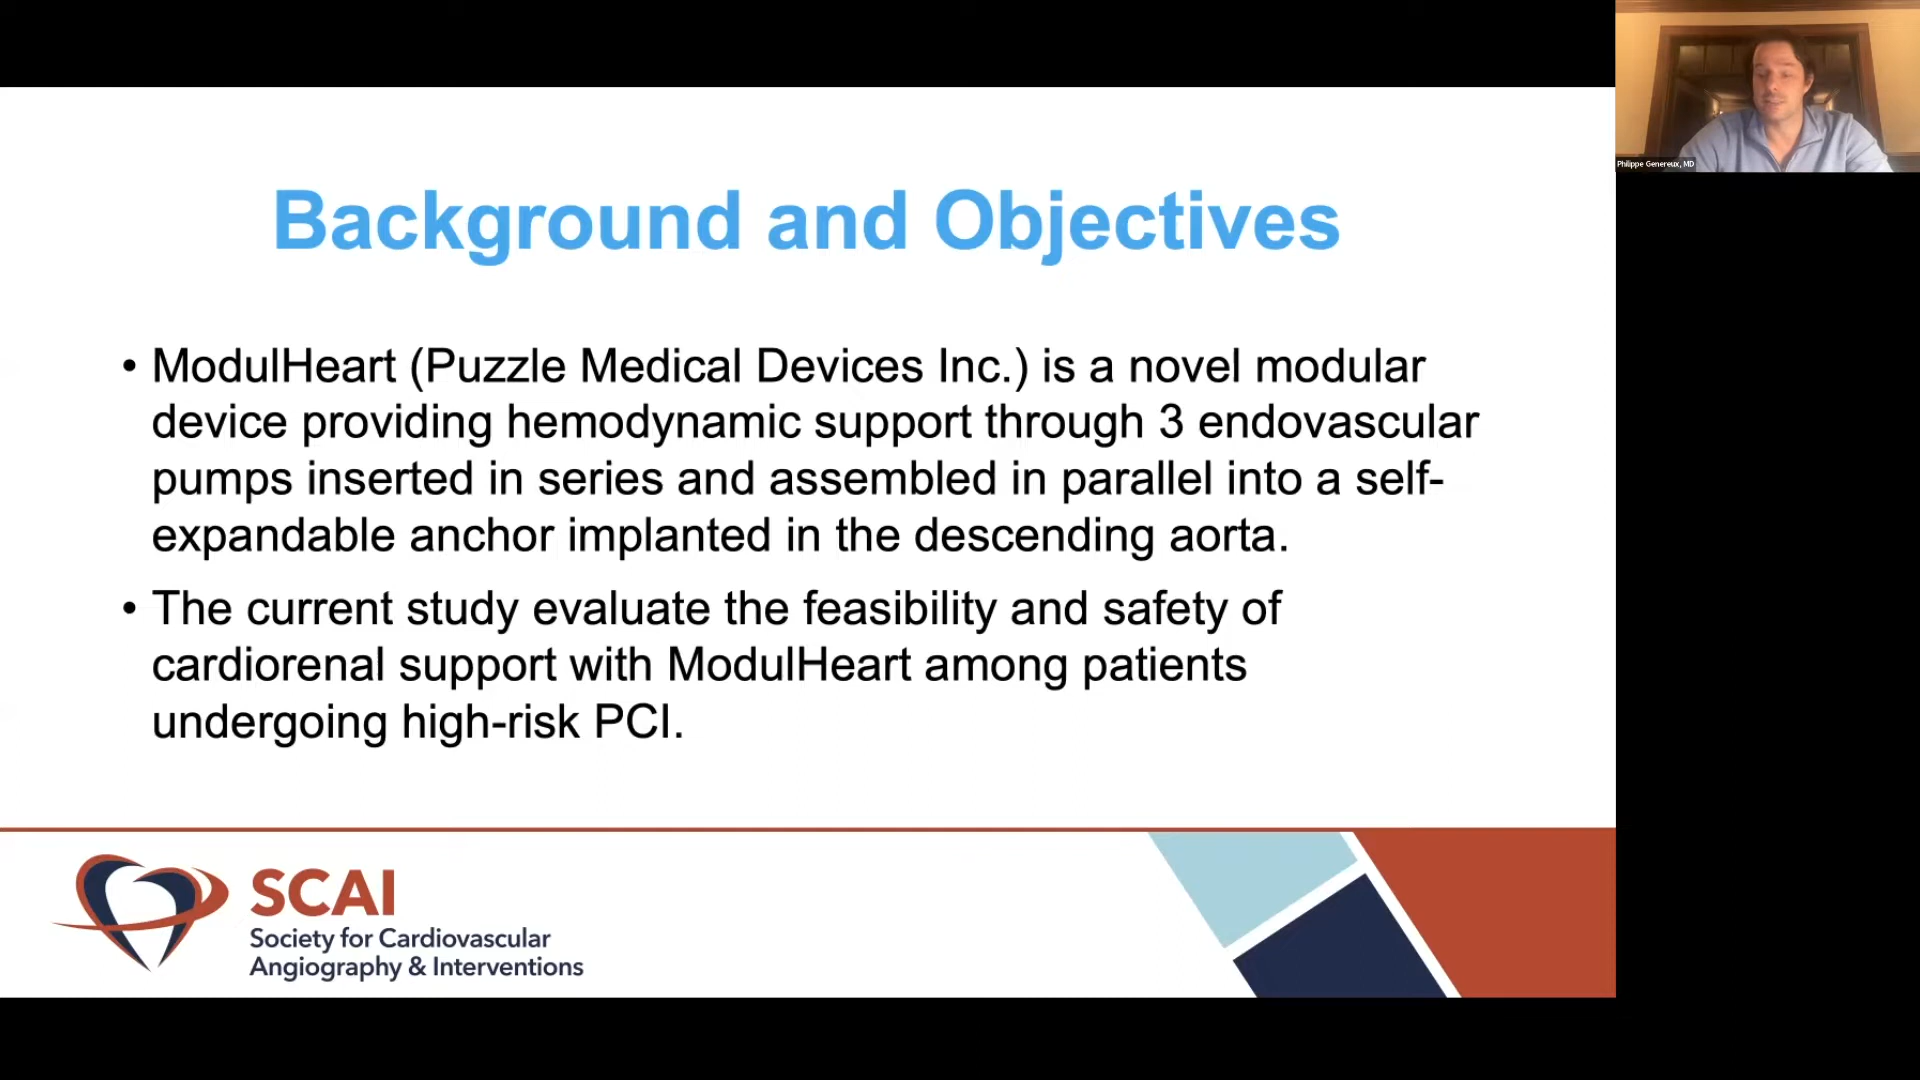 Background and Objectives
• ModulHeart (Puzzle Medical Devices Inc.) is a novel modular
device providing hemodynamic support through 3 endovascular
pumps inserted in series and assembled in parallel into a self-
expandable anchor implanted in the descending aorta.
• The current study evaluate the feasibility and safety of
cardiorenal support with ModulHeart among patients
undergoing high-risk PCI.
SCAI
Society for Cardiovascular
Angiography & Interventions
Philippe Genereux, MD